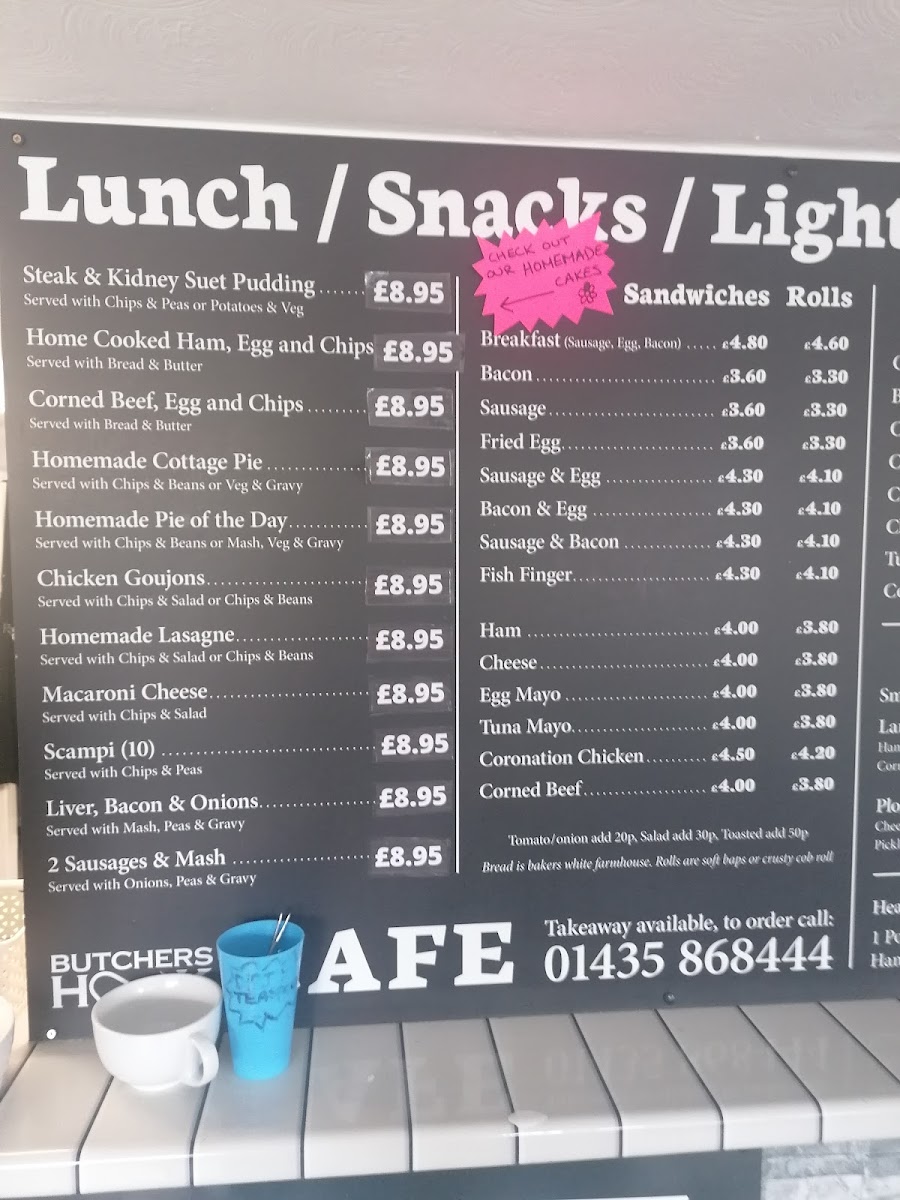 Lunch / Snacks / Light
CHECK OUT
OUR HOMEMADE
CAKES
Steak & Kidney Suet Pudding ...... £8.95
Served with Chips & Peas or Potatoes & Veg
Home Cooked Ham, Egg and Chips £8.95
Served with Bread & Butter
Corned Beef, Egg and Chips ........ £8.95
Served with Bread & Butter
Homemade Cottage Pie ............. £8.95
Served with Chips & Beans or Veg & Gravy
Homemade Pie of the Day........... £8.95
Served with Chips & Beans or Mash, Veg & Gravy
Chicken Goujons..................... £8.95
Served with Chips & Salad or Chips & Beans
Homemade Lasagne.................. £8.95
Served with Chips & Salad or Chips & Beans
Macaroni Cheese..................... £8.95
Served with Chips & Salad
Scampi (10) ............................ £8.95
Served with Chips & Peas
Liver, Bacon & Onions............... £8.95
Served with Mash, Peas & Gravy
2 Sausages & Mash .................. £8.95
Served with Onions, Peas & Gravy
Sandwiches Rolls
Breakfast (Sausage, Egg, Bacon) ..... £4.80 £4.60
Bacon............................ £3.60 £3.30
Sausage.......................... £3.60 £3.30
Fried Egg........................ £3.60 £3.30
Sausage & Egg ................. £4.30 £4.10
Bacon & Egg ................... £4.30 £4.10
Sausage & Bacon .............. £4.30 £4.10
Fish Finger...................... £4.30 £4.10
Ham ............................. £4.00 £3.80
Cheese........................... £4.00 £3.80
Egg Mayo ....................... £4.00 £3.80
Tuna Mayo...................... £4.00 £3.80
Coronation Chicken.......... £4.50 £4.20
Corned Beef.................... £4.00 £3.80
Tomato/onion add 20p, Salad add 30p, Toasted add 50p
Bread is bakers white farmhouse. Rolls are soft baps or crusty cob roll
BUTCHERS
AFE
Takeaway available, to order call:
01435 868444